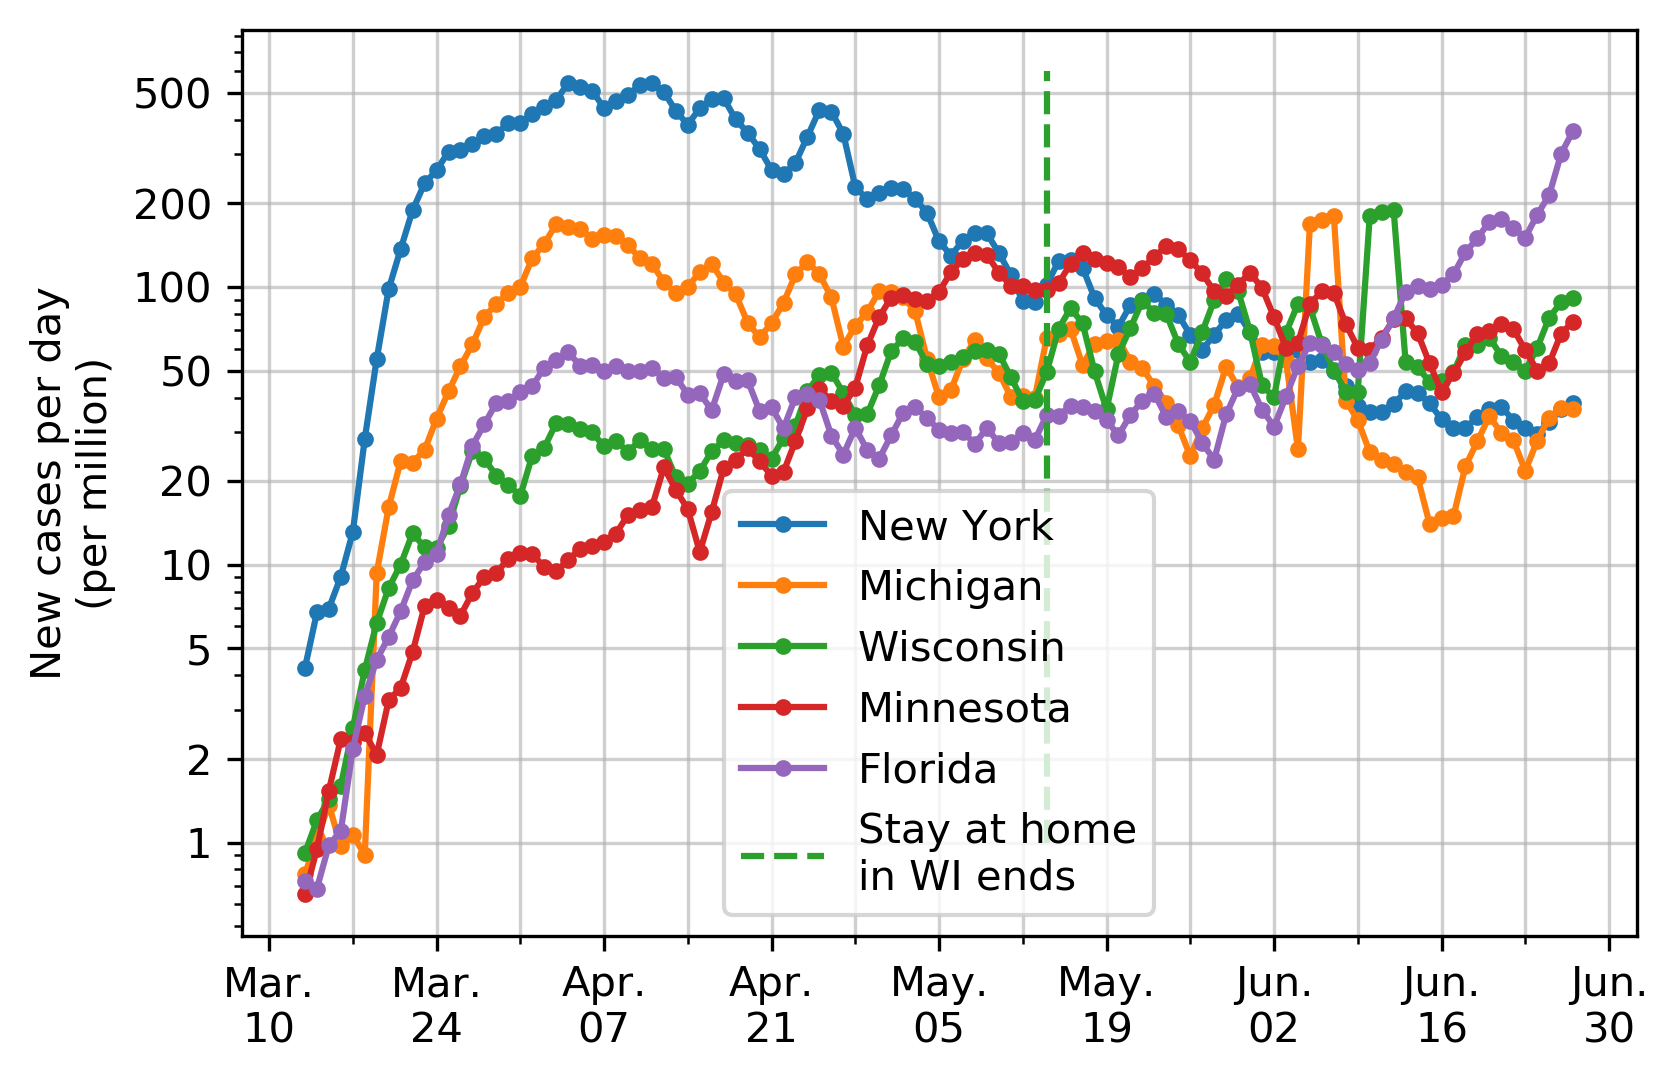 New cases per day
(per million)
500
200
100
50
20
10
5
2
1
New York
Michigan
Wisconsin
Minnesota
Florida
Stay at home
in WI ends
Mar. Mar. Apr. Apr. May. May. Jun. Jun. Jun.
10 24 07 21 05 19 02 16 30